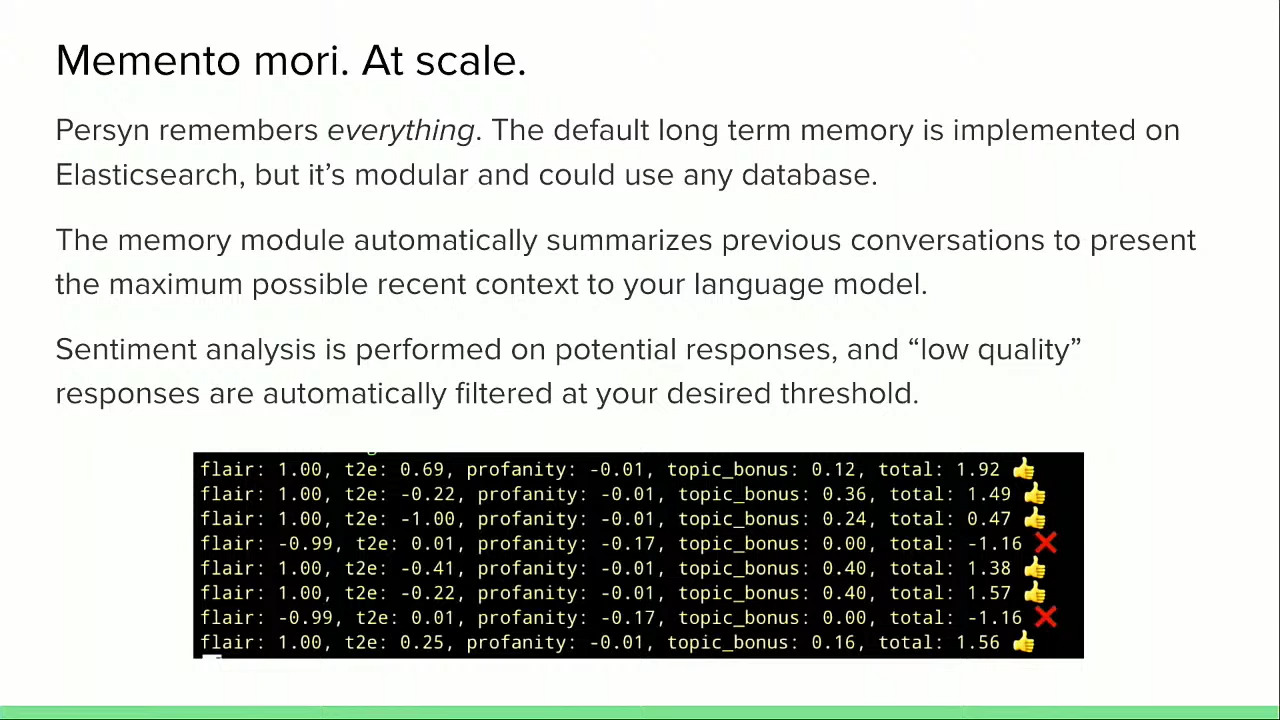 Memento mori. At scale.
Persyn remembers everything. The default long term memory is implemented on
Elasticsearch, but it’s modular and could use any database.
The memory module automatically summarizes previous conversations to present
the maximum possible recent context to your language model.
Sentiment analysis is performed on potential responses, and “low quality”
responses are automatically filtered at your desired threshold.
flair: 1.00, t2e: 0.69, profanity: -0.01, topic_bonus: 0.12, total: 1.92 👍
flair: 1.00, t2e: -0.22, profanity: -0.01, topic_bonus: 0.36, total: 1.49 👍
flair: 1.00, t2e: -1.00, profanity: -0.01, topic_bonus: 0.24, total: 0.47 👍
flair: -0.99, t2e: 0.01, profanity: -0.17, topic_bonus: 0.00, total: -1.16 ❌
flair: 1.00, t2e: -0.41, profanity: -0.01, topic_bonus: 0.40, total: 1.38 👍
flair: 1.00, t2e: -0.22, profanity: -0.01, topic_bonus: 0.40, total: 1.57 👍
flair: -0.99, t2e: 0.01, profanity: -0.17, topic_bonus: 0.00, total: -1.16 ❌
flair: 1.00, t2e: 0.25, profanity: -0.01, topic_bonus: 0.16, total: 1.56 👍